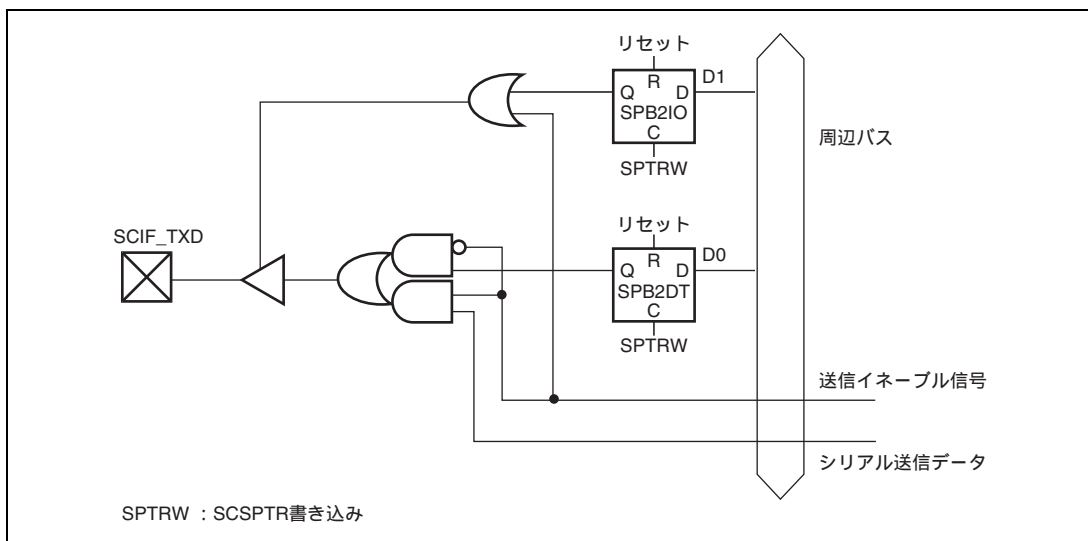 リセット
D1
R
Q D
SPB2IO
C
SPTRW
周辺バス
SCIF_TXD
リセット
D0
R
Q D
SPB2DT
C
SPTRW
送信イネーブル信号
シリアル送信データ
SPTRW ：SCSPTR書き込み